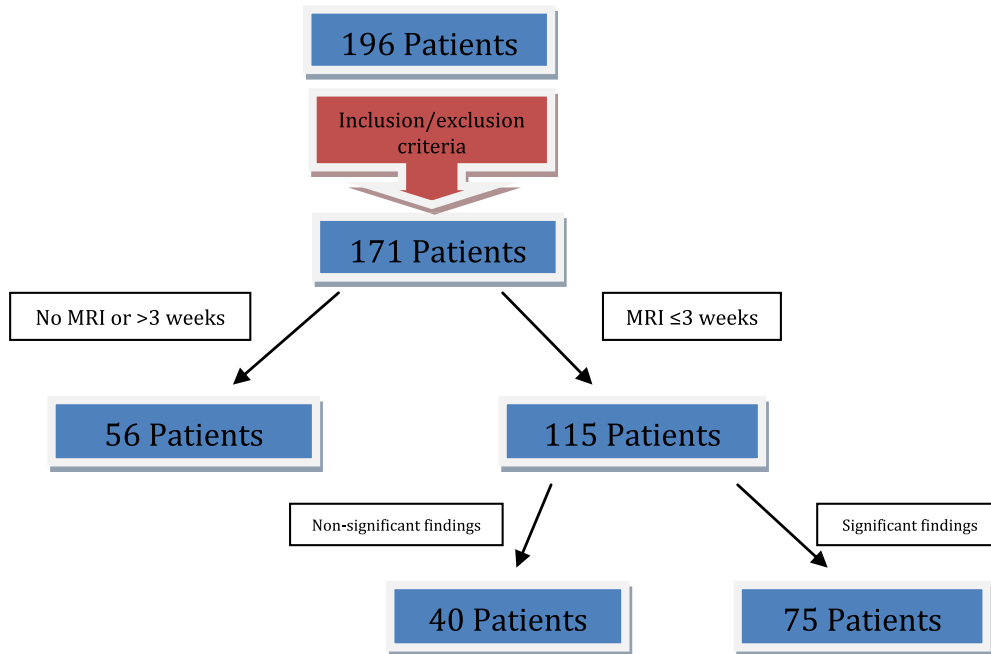 196 Patients
Inclusion/exclusion
criteria
171 Patients
No MRI or >3 weeks
MRI ≤3 weeks
56 Patients
115 Patients
Non-significant findings
Significant findings
40 Patients
75 Patients